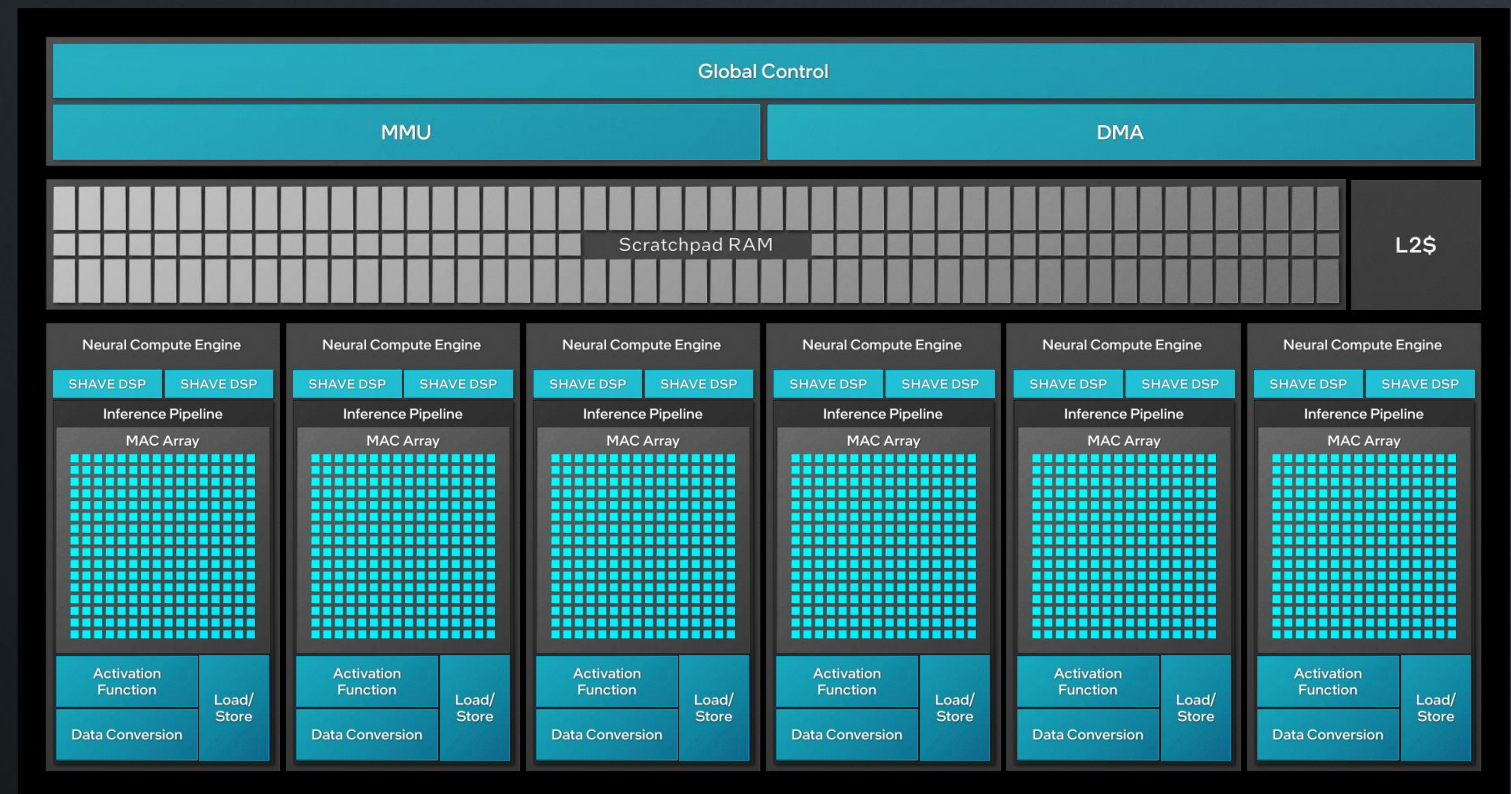 Global Control
MMU DMA
Scratchpad RAM L2$
Neural Compute Engine Neural Compute Engine Neural Compute Engine Neural Compute Engine Neural Compute Engine Neural Compute Engine
SHAVE DSP SHAVE DSP SHAVE DSP SHAVE DSP SHAVE DSP SHAVE DSP SHAVE DSP SHAVE DSP SHAVE DSP SHAVE DSP SHAVE DSP SHAVE DSP
Inference Pipeline Inference Pipeline Inference Pipeline Inference Pipeline Inference Pipeline Inference Pipeline
MAC Array MAC Array MAC Array MAC Array MAC Array MAC Array
Activation Activation Activation Activation Activation Activation
Function Function Function Function Function Function
Load/ Load/ Load/ Load/ Load/ Load/
Store Store Store Store Store Store
Data Conversion Data Conversion Data Conversion Data Conversion Data Conversion Data Conversion